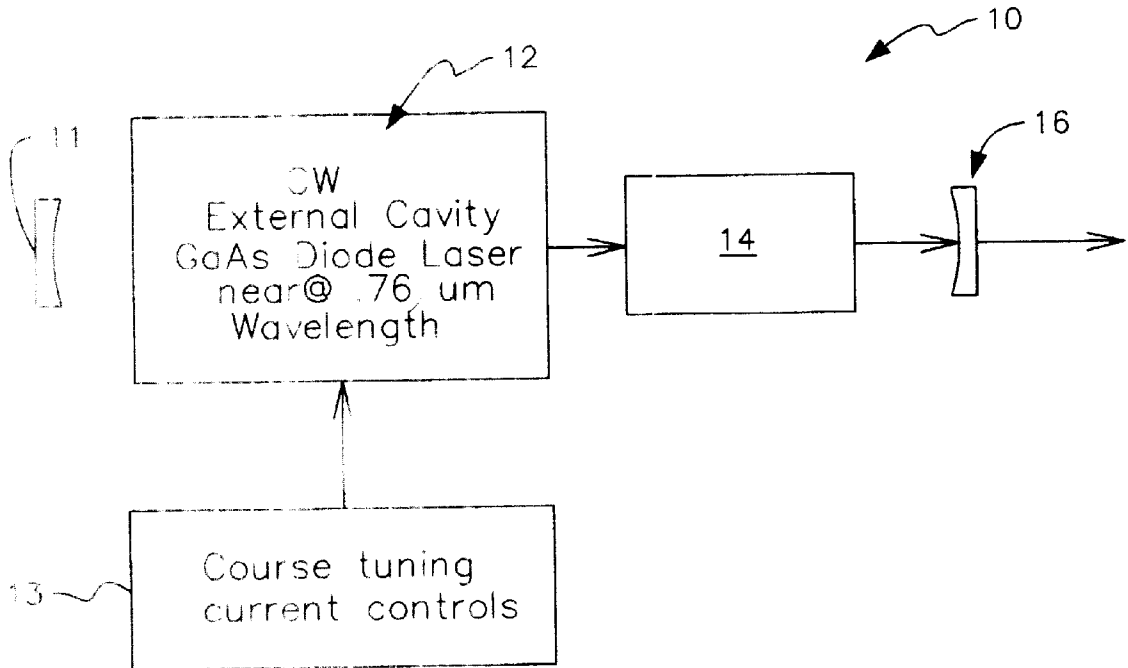 10
12
11
16
CW
External Cavity
GaAs Diode Laser
near@ .76 um
Wavelength
14
13
Course tuning
current controls